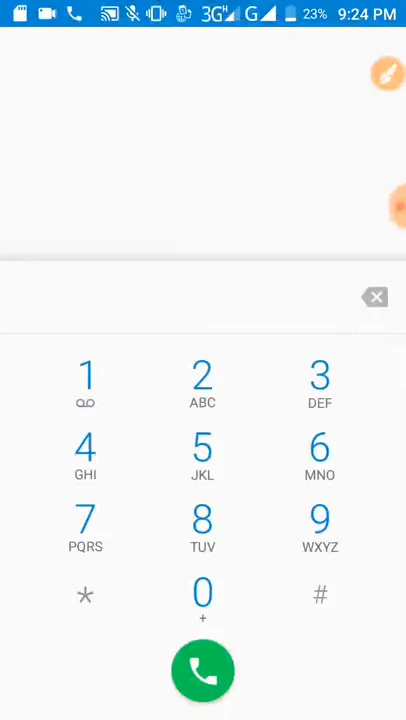 3G H G 23% 9:24 PM
1 2 3
ABC DEF
4 5 6
GHI JKL MNO
7 8 9
PQRS TUV WXYZ
* 0 #
+